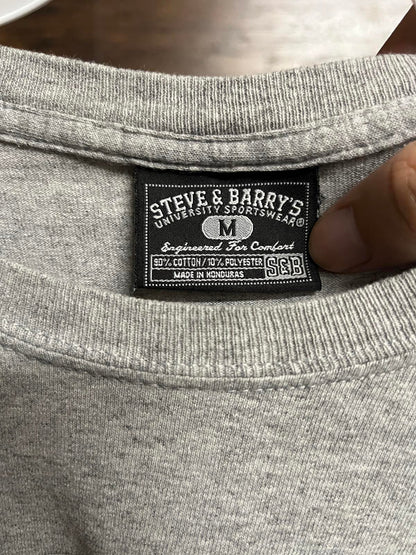 STEVE & BARRY'S
UNIVERSITY SPORTSWEAR®
M
Engineered For Comfort
90% COTTON/10% POLYESTER
MADE IN HONDURAS
S&B